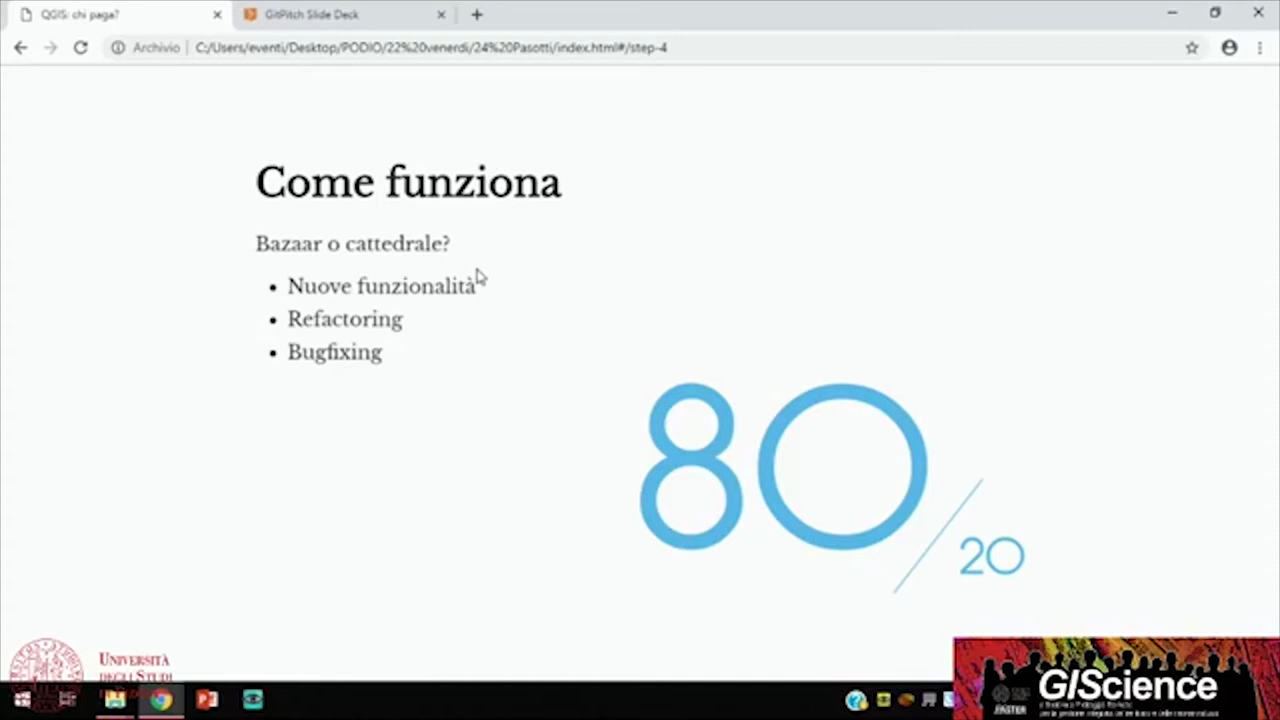 QGIS: chi paga?
GitPitch Slide Deck
Archivio
C:/Users/eventi/Desktop/PODIO/22%20venerdi/24%20Pasotti/index.html#/step-4
Come funziona
Bazaar o cattedrale?
Nuove funzionalità
Refactoring
Bugfixing
80/20
UNIVERSITÀ
DEGLI STUDI
GIScience
MASTER